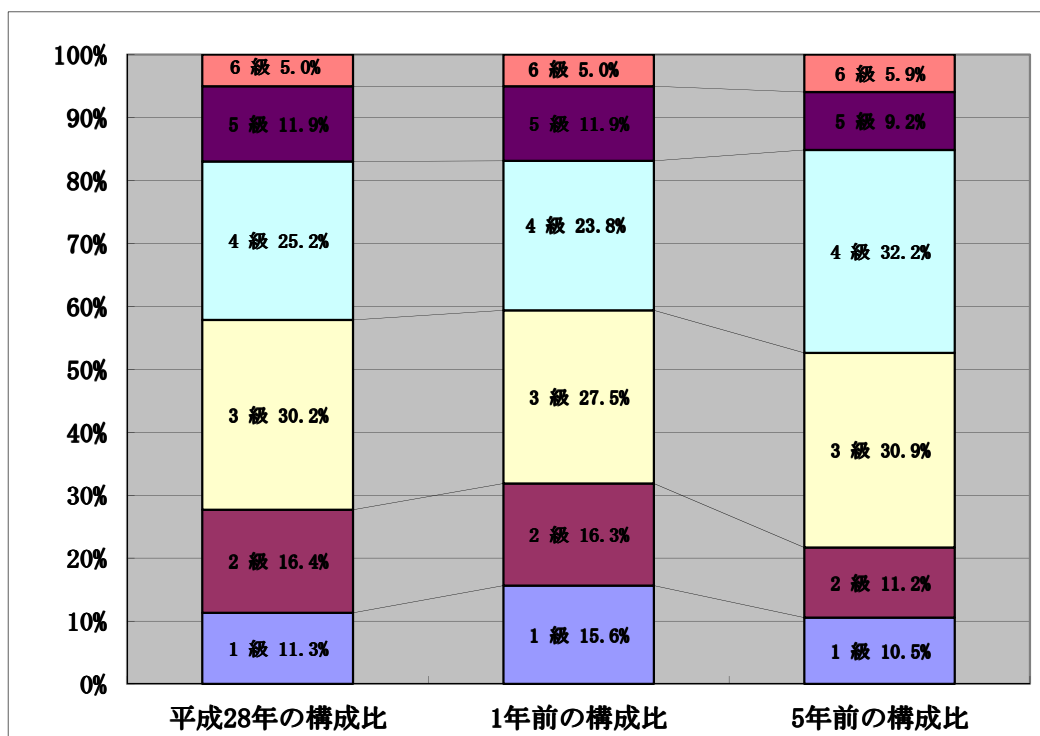 100%
90%
80%
70%
60%
50%
40%
30%
20%
10%
0%
6 級 5.0%
5 級 11.9%
4 級 25.2%
3 級 30.2%
2 級 16.4%
1 級 11.3%
6 級 5.0%
5 級 11.9%
4 級 23.8%
3 級 27.5%
2 級 16.3%
1 級 15.6%
6 級 5.9%
5 級 9.2%
4 級 32.2%
3 級 30.9%
2 級 11.2%
1 級 10.5%
平成28年の構成比
1年前の構成比
5年前の構成比